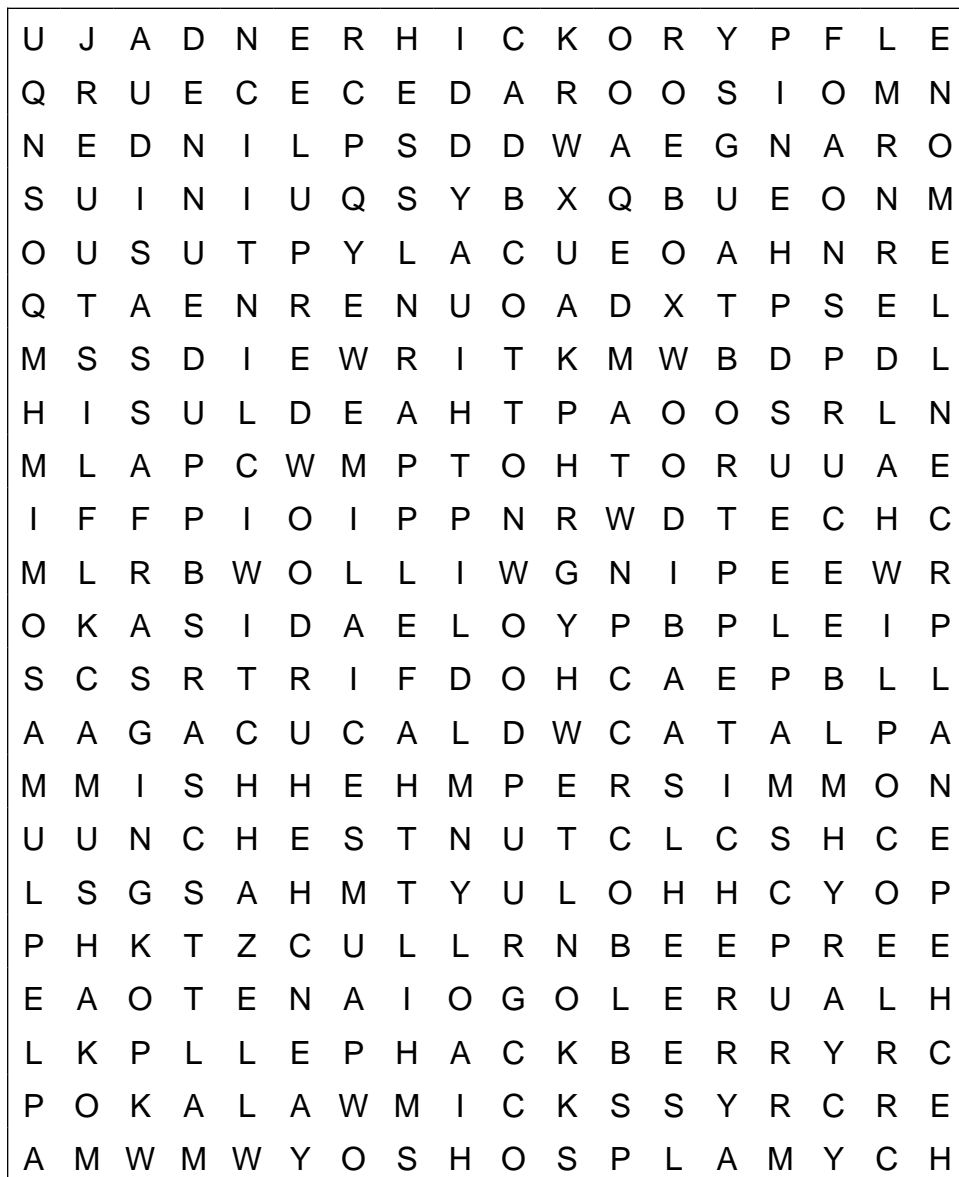 U J A D N E R H I C K O R Y P F L E
Q R U E C E C E D A R O O S I O M N
N E D N I L P S D D W A E G N A R O
S U I N I U Q S Y B X Q B U E O N M
O U S U T P Y L A C U E O A H N R E
Q T A E N R E N U O A D X T P S E L
M S S D I E W R I T K M W B D P D L
H I S U L D E A H T P A O O S R L N
M L A P C W M P T O H T O R U U A E
I F F P I O I P P N R W D T E C H C
M L R B W O L L I W G N I P E E W R
O K A S I D A E L O Y P B P L E I P
S C S R T R I F D O H C A E P B L L
A A G A C U C A L D W C A T A L P A
M M I S H H E H M P E R S I M M O N
U U N C H E S T N U T C L C S H C E
L S G S A H M T Y U L O H H C Y O P
P H K T Z C U L L R N B E E P R E E
E A O T E N A I O G O L E R U A L H
L K P L L E P H A C K B E R R Y R C
P O K A L A W M I C K S S Y R C R E
A M W M W Y O S H O S P L A M Y C H